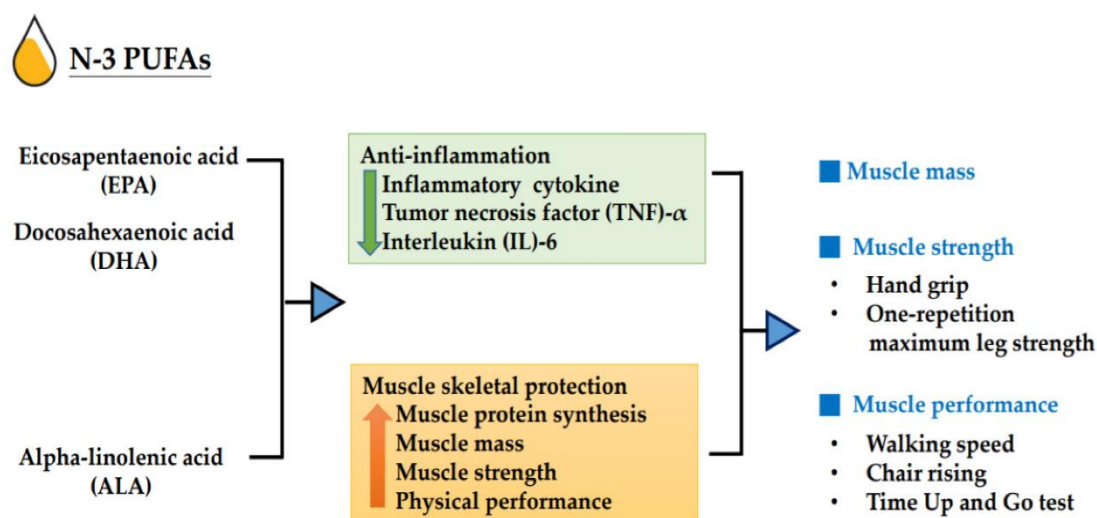 N-3 PUFAs
Eicosapentaenoic acid
(EPA)
Docosahexaenoic acid
(DHA)
Alpha-linolenic acid
(ALA)
Anti-inflammation
Inflammatory cytokine
Tumor necrosis factor (TNF)-α
Interleukin (IL)-6
Muscle skeletal protection
Muscle protein synthesis
Muscle mass
Muscle strength
Physical performance
Muscle mass
Muscle strength
• Hand grip
• One-repetition
maximum leg strength
Muscle performance
• Walking speed
• Chair rising
• Time Up and Go test